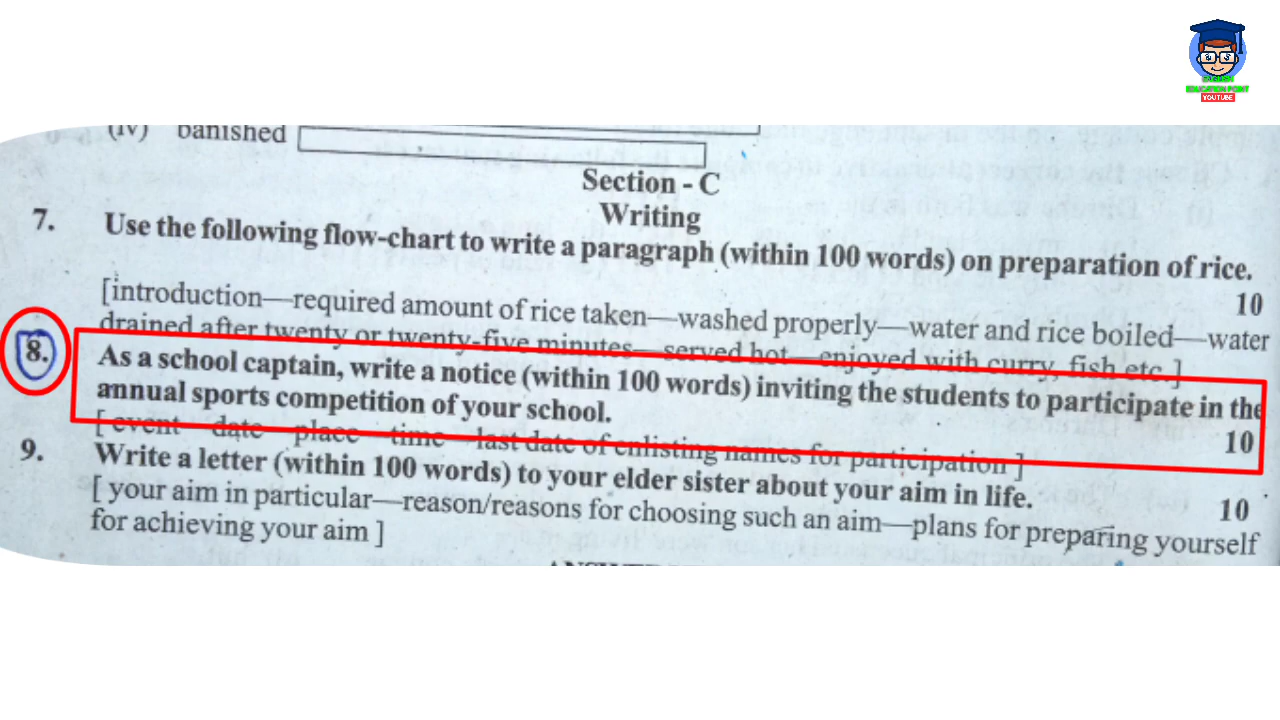 ENGLISH
EDUCATION POINT
YOUTUBE
(iv) banished
Section - C
Writing
7. Use the following flow-chart to write a paragraph (within 100 words) on preparation of rice.
10
[introduction—required amount of rice taken—washed properly—water and rice boiled—water
drained after twenty or twenty-five minutes—served hot—enjoyed with curry, fish etc.]
8. As a school captain, write a notice (within 100 words) inviting the students to participate in the
annual sports competition of your school.
10
[ event—date—place—time—last date of enlisting names for participation ]
9. Write a letter (within 100 words) to your elder sister about your aim in life.
10
[ your aim in particular—reason/reasons for choosing such an aim—plans for preparing yourself
for achieving your aim ]